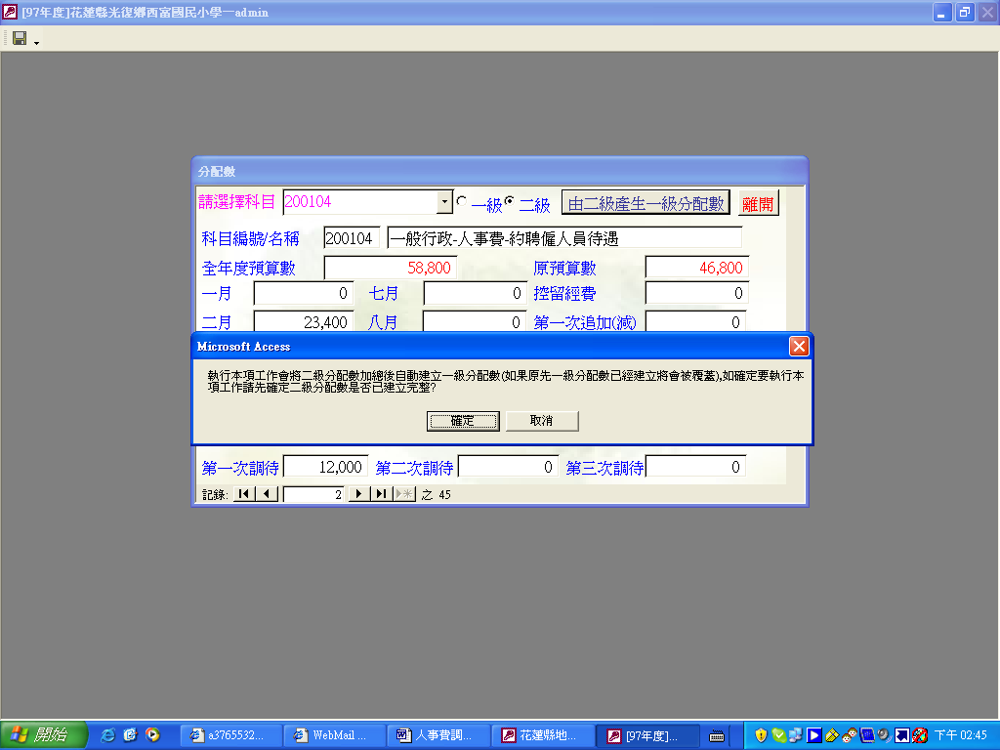 [97年度]花蓮縣光復鄉西富國民小學—admin
分配數
請選擇科目 200104 一級 二級 由二級產生一級分配數 離開
科目編號/名稱 200104 一般行政-人事費-約聘僱人員待遇
全年度預算數 58,800 原預算數 46,800
一月 0 七月 0 控留經費 0
二月 23,400 八月 0 第一次追加(減) 0
Microsoft Access
執行本項工作會將二級分配數加總後自動建立一級分配數(如果原先一級分配數已經建立將會被覆蓋),如確定要執行本
項工作請先確定二級分配數是否已建立完整?
確定 取消
第一次調待 12,000 第二次調待 0 第三次調待 0
記錄: 2 之 45
開始 a3765532... WebMail ... 人事費調... 花蓮縣地... [97年度]... 下午 02:45